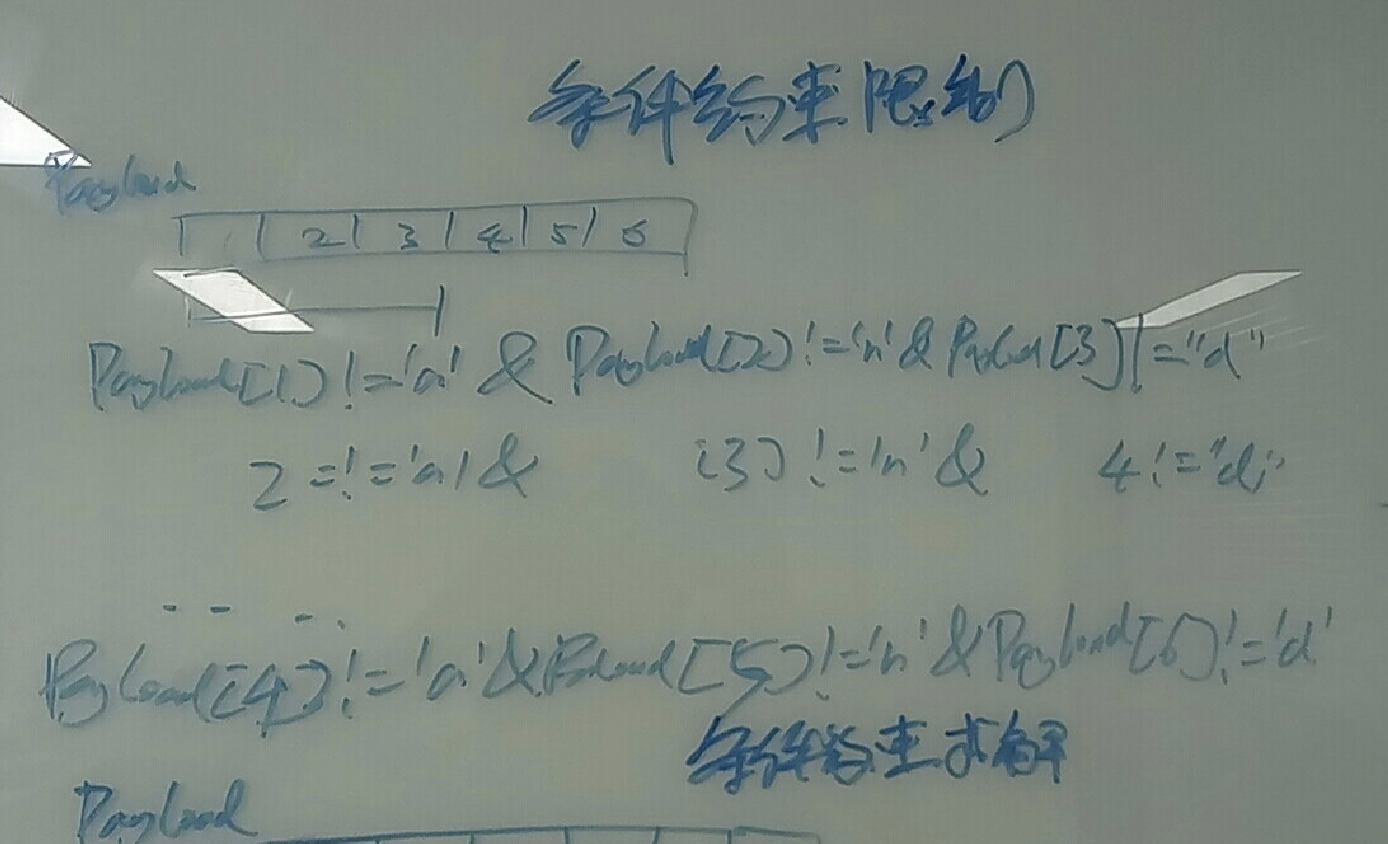 条件约束限制
Payload
2 3 4 5 6
Payload[1]!='a' & Payload[2]!='n' & Payload[3]!="d"
2=!='a'& [3]!='n'& 4!="d"
Payload[4]!='a'&Payload[5]!='n'&Payload[6]!='d'
条件约束求解
Payload